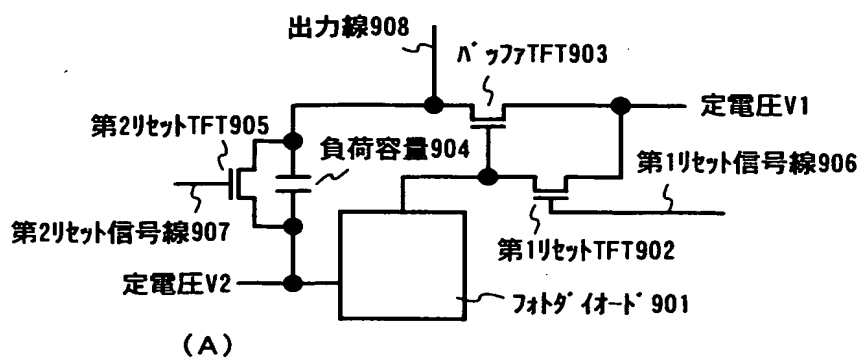 出力線908
ﾊﾞｯﾌｧTFT903
定電圧V1
第2ﾘｾｯﾄTFT905
負荷容量904
第1ﾘｾｯﾄ信号線906
第2ﾘｾｯﾄ信号線907
第1ﾘｾｯﾄTFT902
定電圧V2
ﾌｫﾄﾀﾞｲｵｰﾄﾞ901
(A)